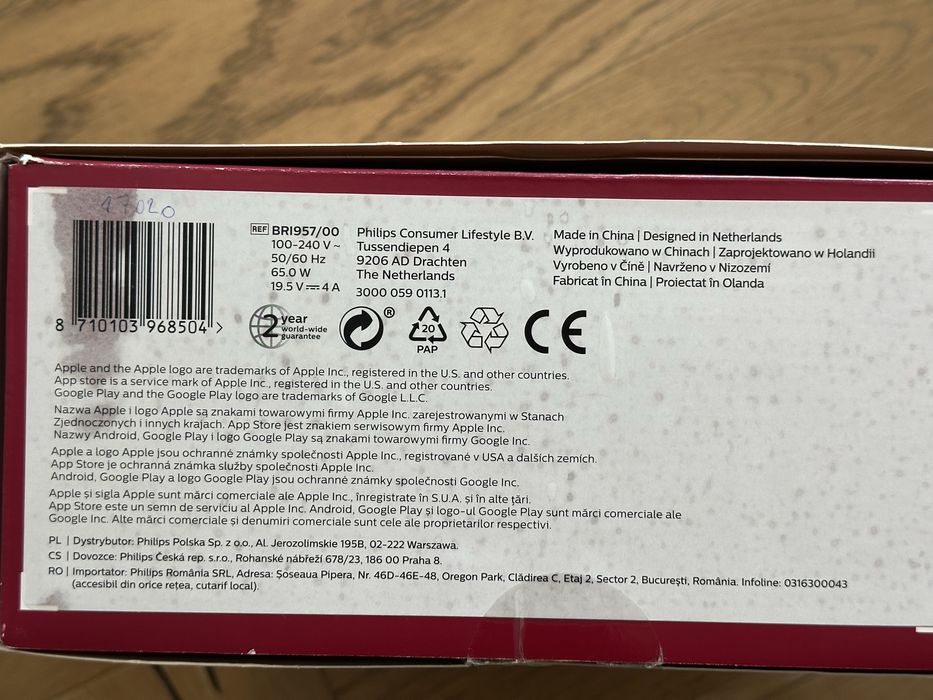 47020
8 710103 968504 >
REF BRI957/00
100-240 V ~
50/60 Hz
65.0 W
19.5 V ⎓ 4 A
Philips Consumer Lifestyle B.V.
Tussendiepen 4
9206 AD Drachten
The Netherlands
3000 059 0113.1
Made in China | Designed in Netherlands
Wyprodukowano w Chinach | Zaprojektowano w Holandii
Vyrobeno v Číně | Navrženo v Nizozemí
Fabricat în China | Proiectat în Olanda
2 year
world-wide
guarantee
®
20
PAP
CE
Apple and the Apple logo are trademarks of Apple Inc., registered in the U.S. and other countries.
App store is a service mark of Apple Inc., registered in the U.S. and other countries.
Google Play and the Google Play logo are trademarks of Google L.L.C.
Nazwa Apple i logo Apple są znakami towarowymi firmy Apple Inc. zarejestrowanymi w Stanach
Zjednoczonych i innych krajach. App Store jest znakiem serwisowym firmy Apple Inc.
Nazwy Android, Google Play i logo Google Play są znakami towarowymi firmy Google Inc.
Apple a logo Apple jsou ochranné známky společnosti Apple Inc., registrované v USA a dalších zemích.
App Store je ochranná známka služby společnosti Apple Inc.
Android, Google Play a logo Google Play jsou ochranné známky společnosti Google Inc.
Apple și sigla Apple sunt mărci comerciale ale Apple Inc., înregistrate în S.U.A. și în alte țări.
App Store este un semn de serviciu al Apple Inc. Android, Google Play și logo-ul Google Play sunt mărci comerciale ale
Google Inc. Alte mărci comerciale și denumiri comerciale sunt cele ale proprietarilor respectivi.
PL | Dystrybutor: Philips Polska Sp. z o.o., Al. Jerozolimskie 195B, 02-222 Warszawa.
CS | Dovozce: Philips Česká rep. s.r.o., Rohanské nábřeží 678/23, 186 00 Praha 8.
RO | Importator: Philips România SRL, Adresa: Șoseaua Pipera, Nr. 46D-46E-48, Oregon Park, Clădirea C, Etaj 2, Sector 2, București, România. Infoline: 0316300043
(accesibil din orice rețea, cutarif local).